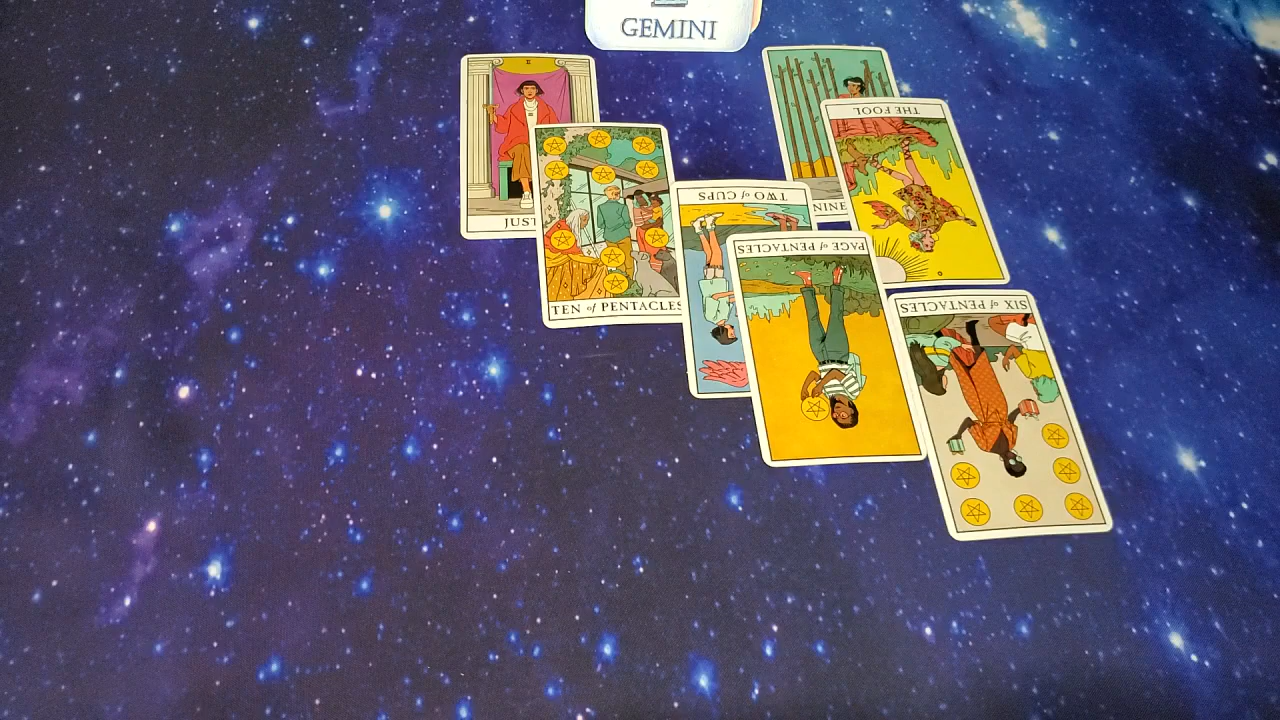 GEMINI
JUST
NINE
THE FOOL
TEN of PENTACLES
TWO of CUPS
PAGE of PENTACLES
SIX of PENTACLES